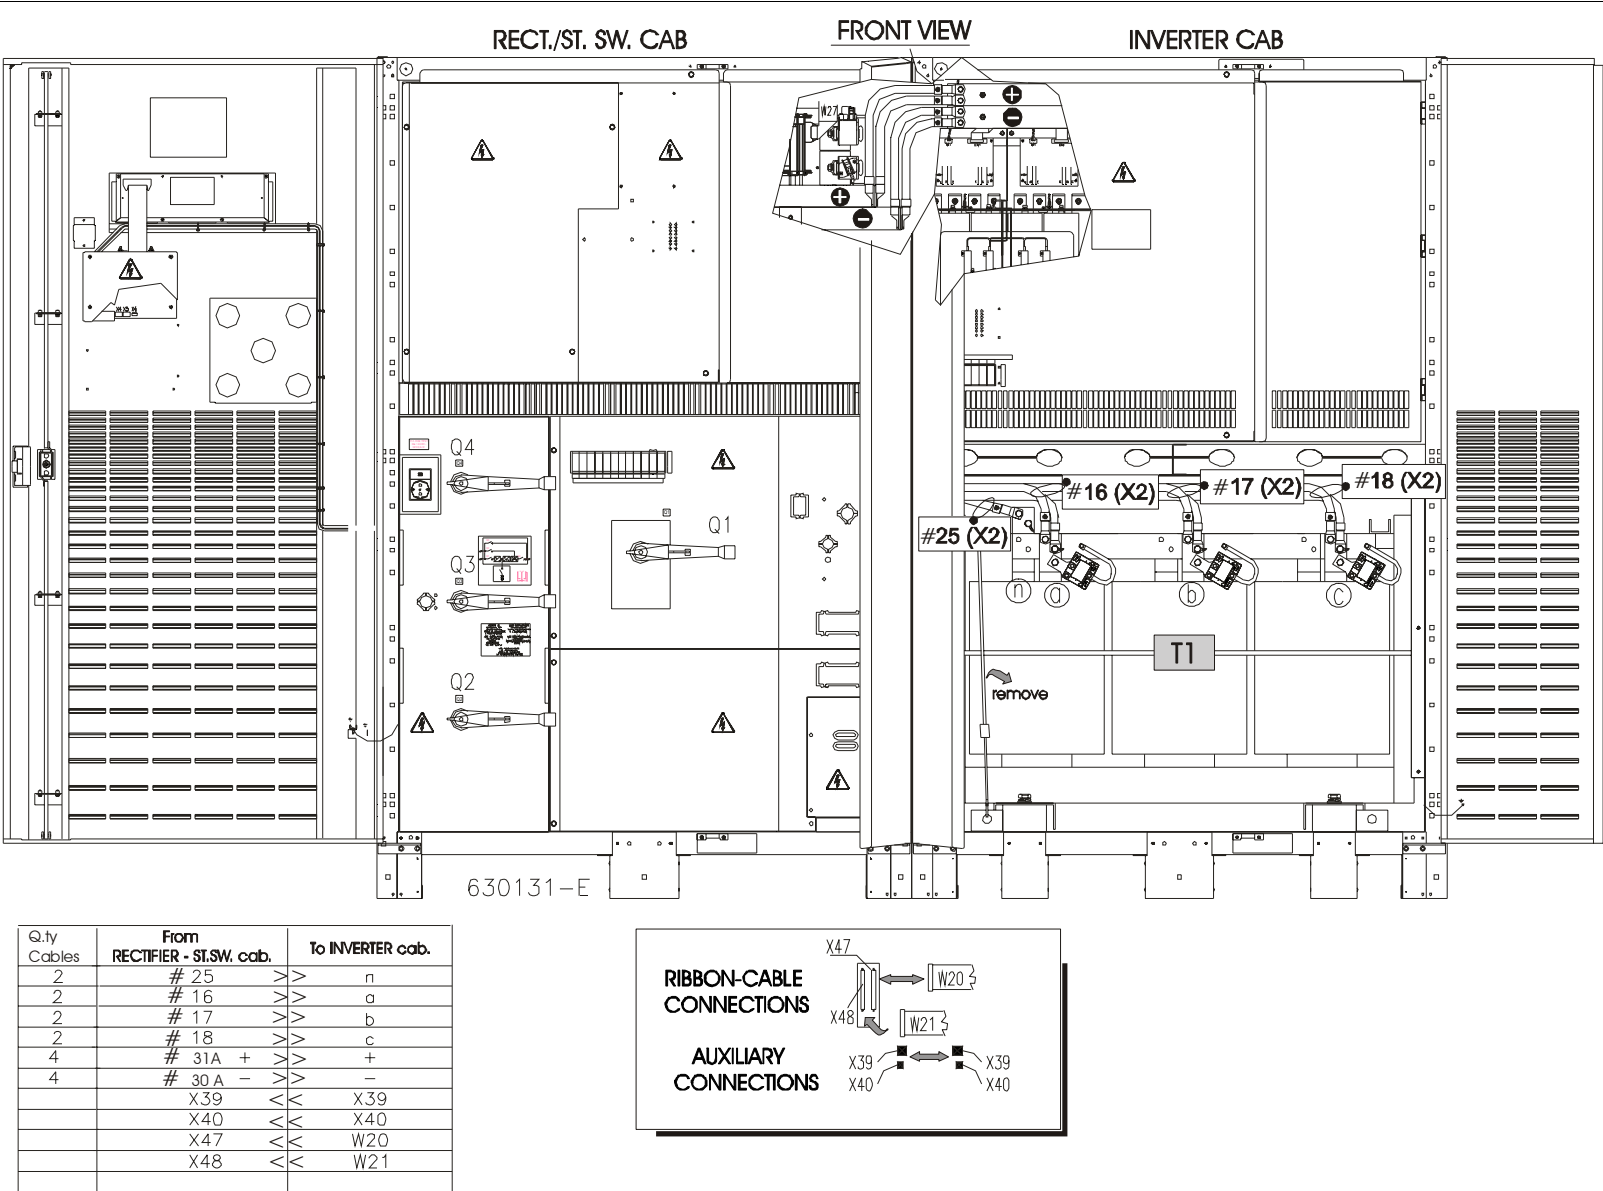 FRONT VIEW
RECT./ST. SW. CAB
INVERTER CAB
W27
+
−
+
−
Q4
Q1
Q3
Q2
#16 (X2)
#17 (X2)
#18 (X2)
#25 (X2)
n
a
b
c
T1
remove
630131-E
Q.ty Cables From RECTIFIER - ST.SW. cab. To INVERTER cab.
2 # 25 >> n
2 # 16 >> a
2 # 17 >> b
2 # 18 >> c
4 # 31A + >> +
4 # 30 A − >> −
X39 << X39
X40 << X40
X47 << W20
X48 << W21
X47
RIBBON-CABLE
CONNECTIONS
W20
X48
W21
AUXILIARY
CONNECTIONS
X39 X39
X40 X40